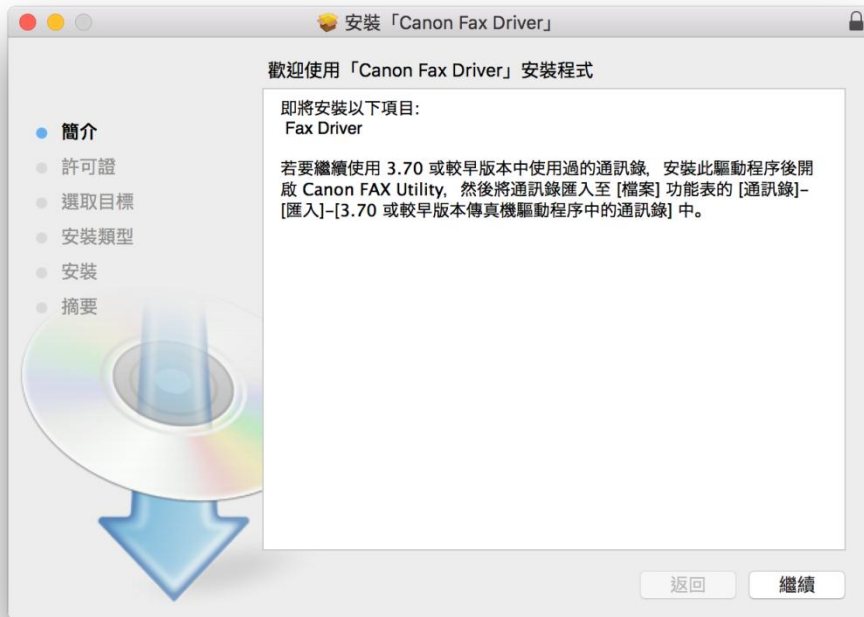 安裝「Canon Fax Driver」
歡迎使用「Canon Fax Driver」安裝程式
簡介
許可證
選取目標
安裝類型
安裝
摘要
即將安裝以下項目:
Fax Driver
若要繼續使用 3.70 或較早版本中使用過的通訊錄，安裝此驅動程序後開
啟 Canon FAX Utility，然後將通訊錄匯入至 [檔案] 功能表的 [通訊錄]-
[匯入]-[3.70 或較早版本傳真機驅動程序中的通訊錄] 中。
返回
繼續